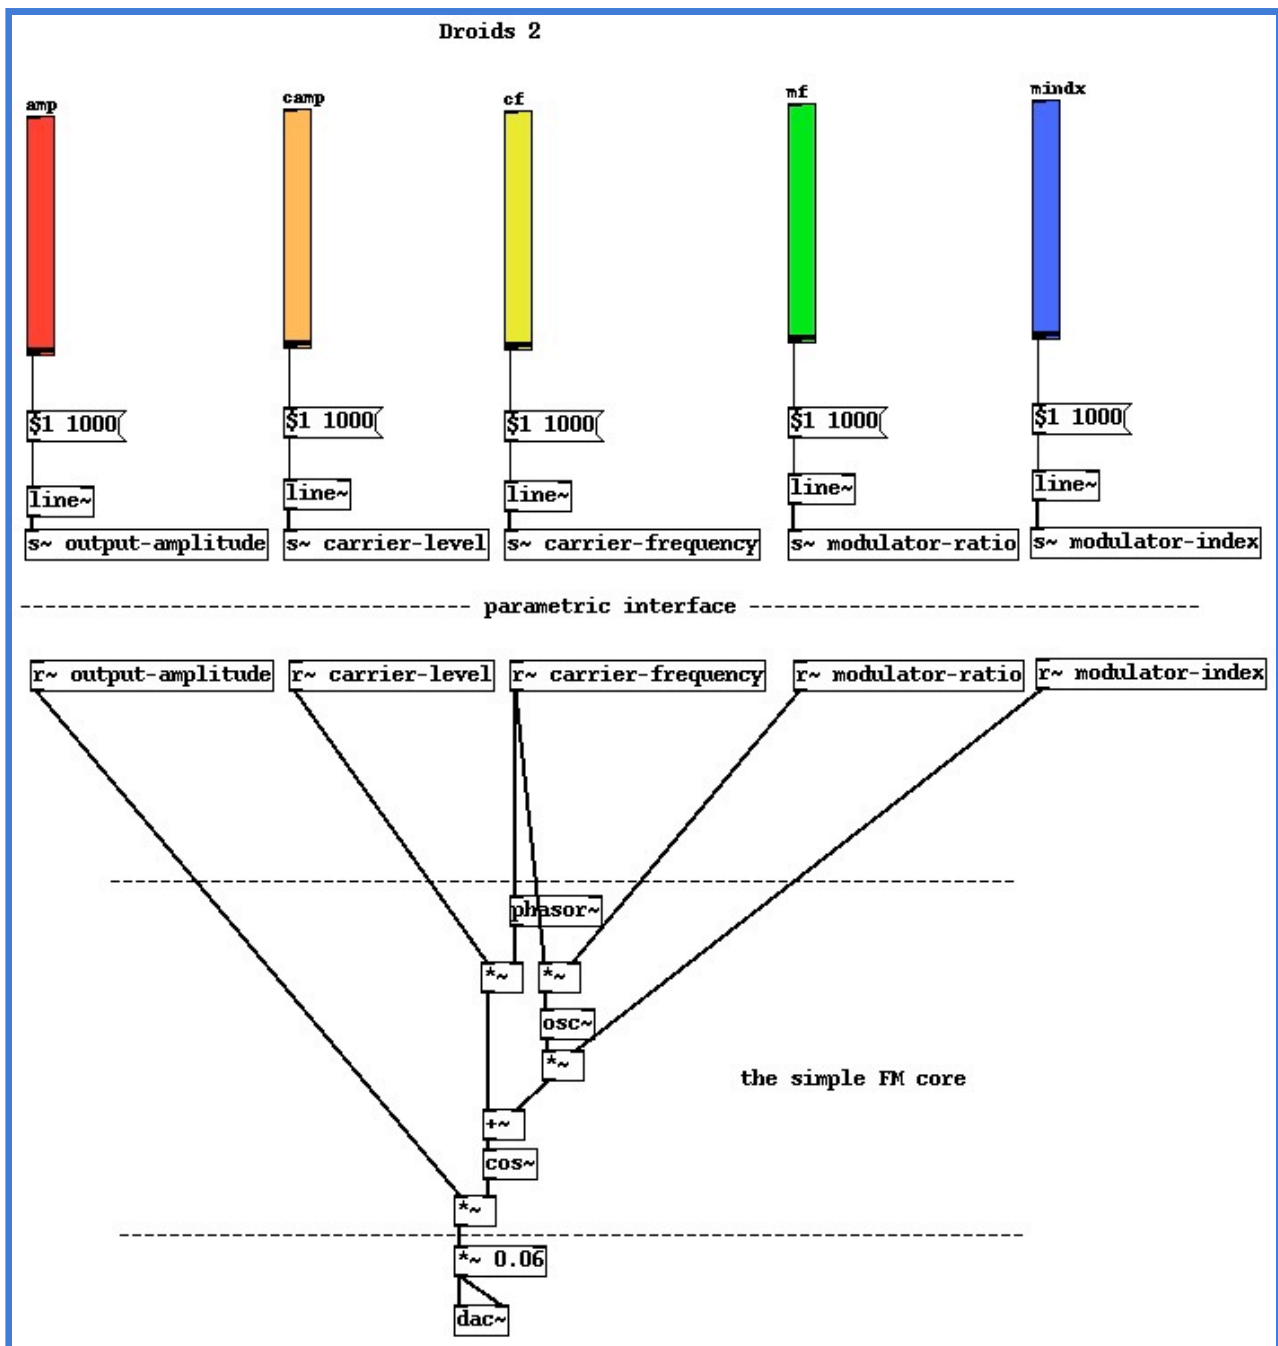 Droids 2
amp
camp
cf
mf
mindx
$1 1000
$1 1000
$1 1000
$1 1000
$1 1000
line~
line~
line~
line~
line~
s~ output-amplitude
s~ carrier-level
s~ carrier-frequency
s~ modulator-ratio
s~ modulator-index
parametric interface
r~ output-amplitude
r~ carrier-level
r~ carrier-frequency
r~ modulator-ratio
r~ modulator-index
phasor~
*~
*~
osc~
*~
the simple FM core
+~
cos~
*~
*~ 0.06
dac~